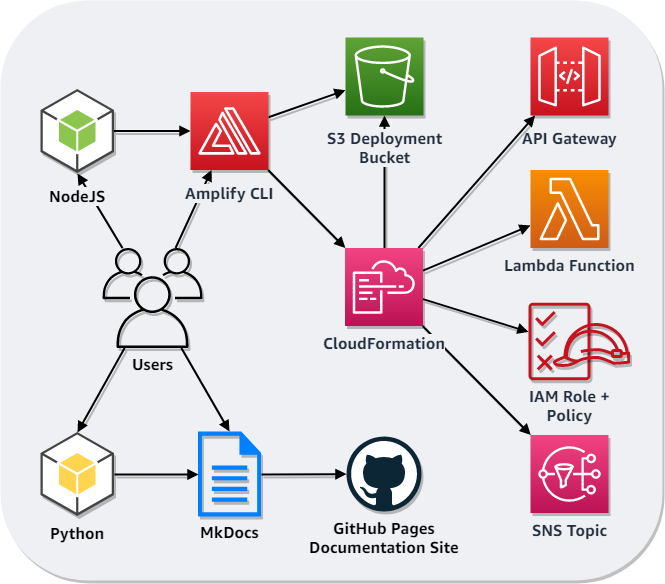 S3 Deployment
Bucket
API Gateway
NodeJS
Amplify CLI
Lambda Function
CloudFormation
Users
IAM Role +
Policy
Python
MkDocs
GitHub Pages
Documentation Site
SNS Topic